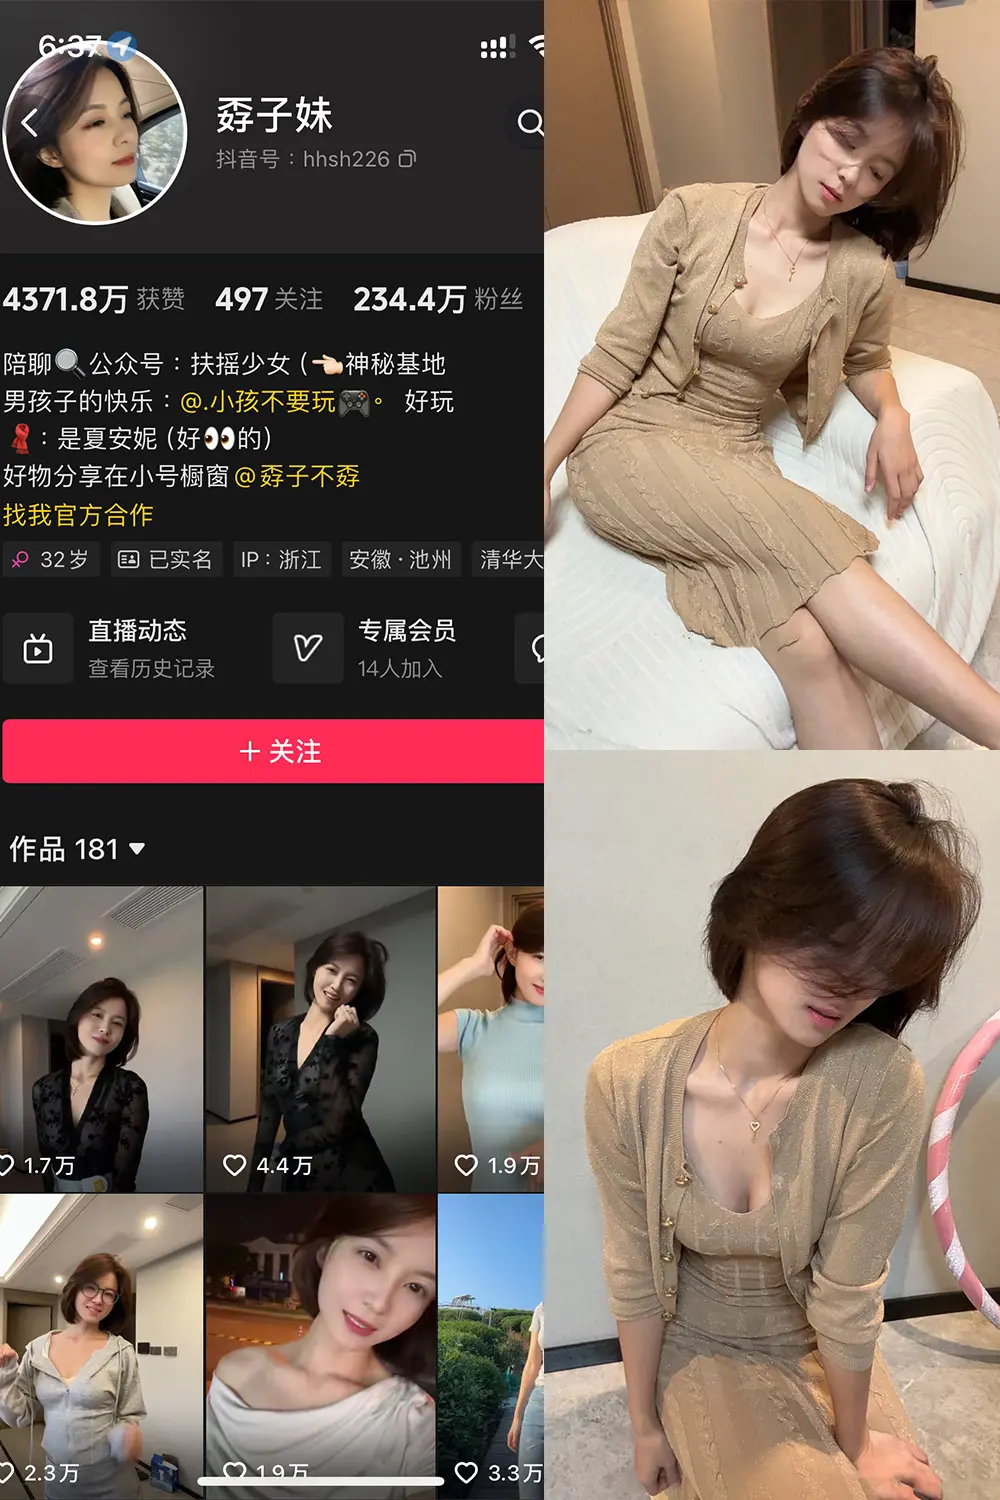 6:37
孬子妹
抖音号：hhsh226
4371.8万 获赞 497 关注 234.4万 粉丝
陪聊🔍公众号：扶摇少女（👈🏻神秘基地
男孩子的快乐：@.小孩不要玩🎮。 好玩
🧣：是夏安妮（好👀的）
好物分享在小号橱窗@孬子不孬
找我官方合作
32岁 已实名 IP：浙江 安徽·池州 清华大
直播动态 专属会员
查看历史记录 14人加入
＋ 关注
作品 181
1.7万 4.4万 1.9万
2.3万 1.9万 3.3万